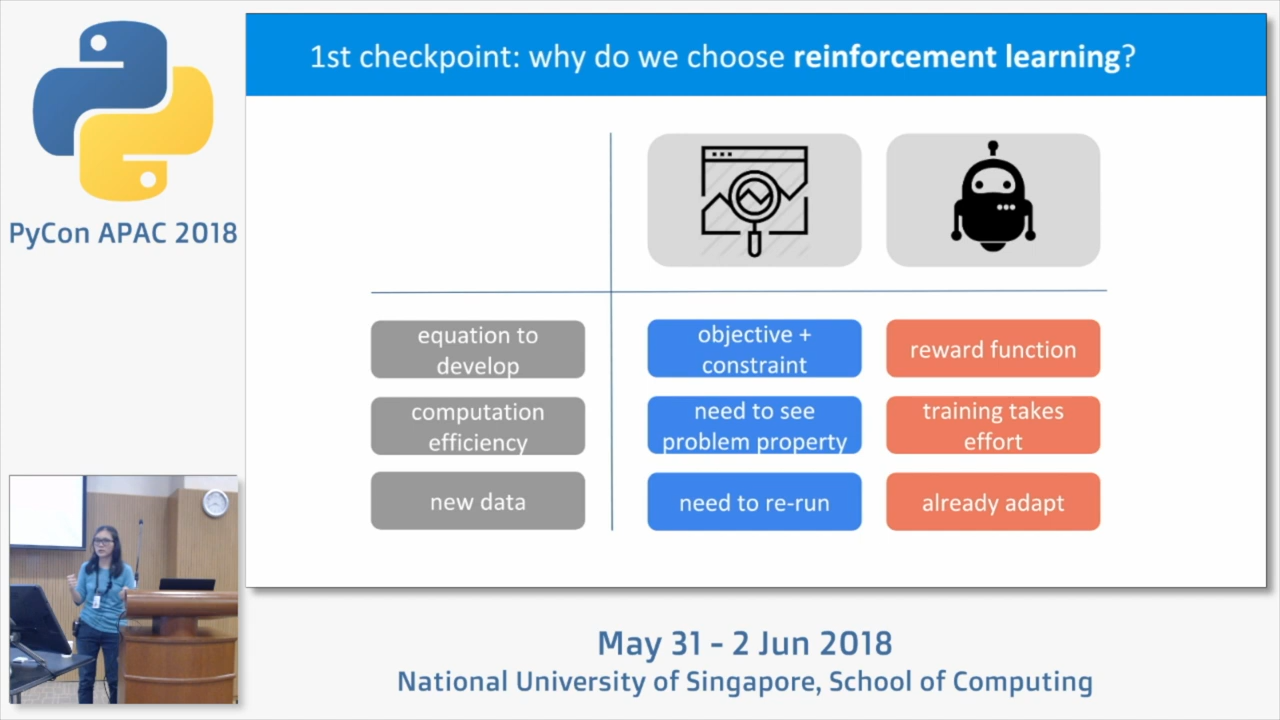 1st checkpoint: why do we choose reinforcement learning?
PyCon APAC 2018
equation to
develop
objective +
constraint
reward function
computation
efficiency
need to see
problem property
training takes
effort
new data
need to re-run
already adapt
May 31 - 2 Jun 2018
National University of Singapore, School of Computing